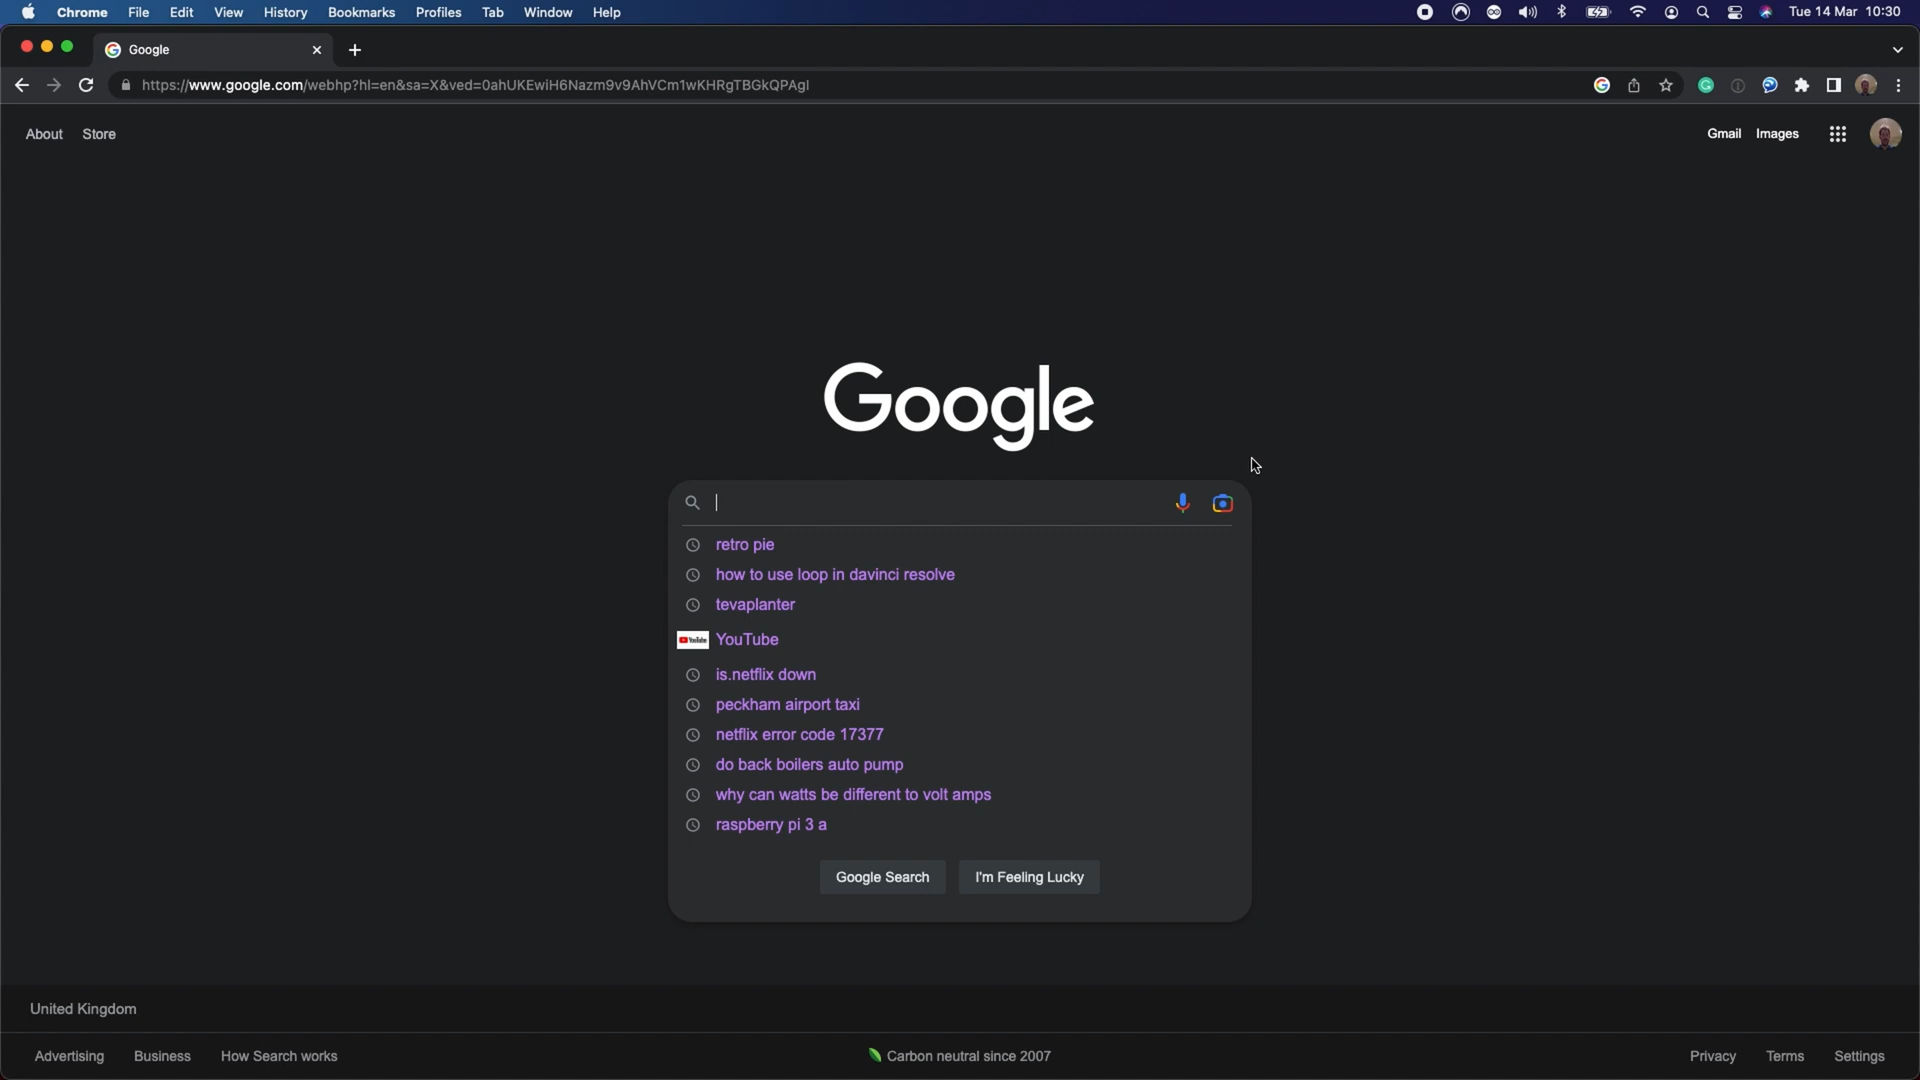 Chrome File Edit View History Bookmarks Profiles Tab Window Help Tue 14 Mar 10:30
Google
https://www.google.com/webhp?hl=en&sa=X&ved=0ahUKEwiH6Nazm9v9AhVCm1wKHRgTBGkQPAgI
About Store Gmail Images
Google
retro pie
how to use loop in davinci resolve
tevaplanter
YouTube YouTube
is.netflix down
peckham airport taxi
netflix error code 17377
do back boilers auto pump
why can watts be different to volt amps
raspberry pi 3 a
Google Search I'm Feeling Lucky
United Kingdom
Advertising Business How Search works Carbon neutral since 2007 Privacy Terms Settings